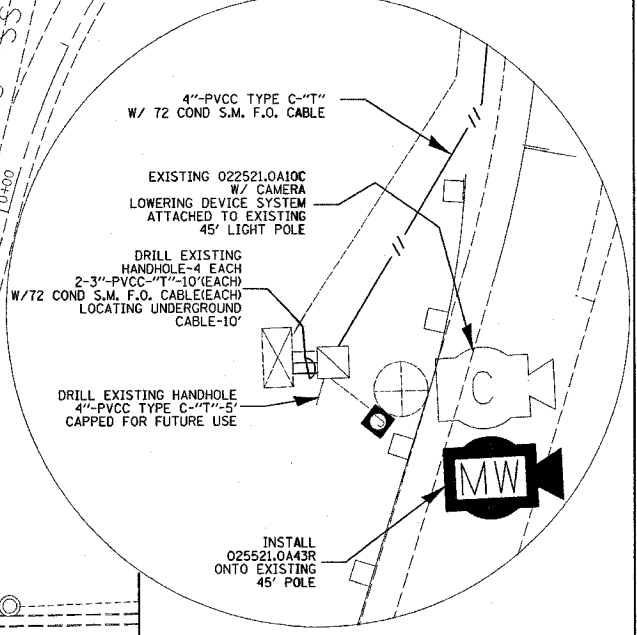 0+00
4"-PVCC TYPE C-"T"
W/ 72 COND S.M. F.O. CABLE
EXISTING 022521.0A10C
W/ CAMERA
LOWERING DEVICE SYSTEM
ATTACHED TO EXISTING
45' LIGHT POLE
DRILL EXISTING
HANDHOLE-4 EACH
2-3"-PVCC-"T"-10'(EACH)
W/72 COND S.M. F.O. CABLE(EACH)
LOCATING UNDERGROUND
CABLE-10'
DRILL EXISTING HANDHOLE
4"-PVCC TYPE C-"T"-5'
CAPPED FOR FUTURE USE
C
J
MW
INSTALL
025521.0A43R
ONTO EXISTING
45' POLE